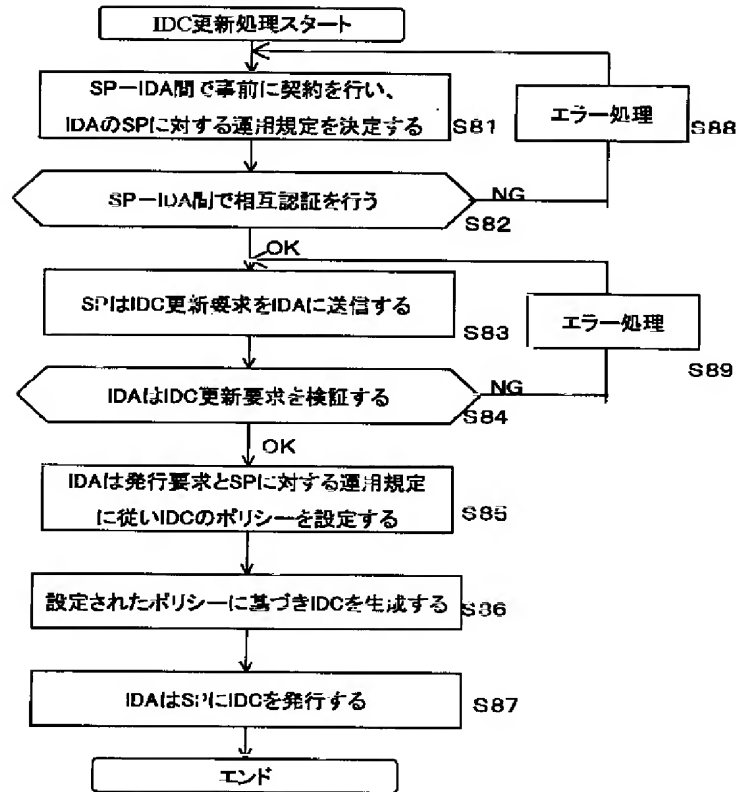 IDC更新処理スタート
SP－IDA間で事前に契約を行い、
IDAのSPに対する運用規定を決定する
S81
エラー処理
S88
SP－IDA間で相互認証を行う
NG
S82
OK
SPはIDC更新要求をIDAに送信する
S83
エラー処理
S89
IDAはIDC更新要求を検証する
NG
S84
OK
IDAは発行要求とSPに対する運用規定
に従いIDCのポリシーを設定する
S85
設定されたポリシーに基づきIDCを生成する
S86
IDAはSPにIDCを発行する
S87
エンド